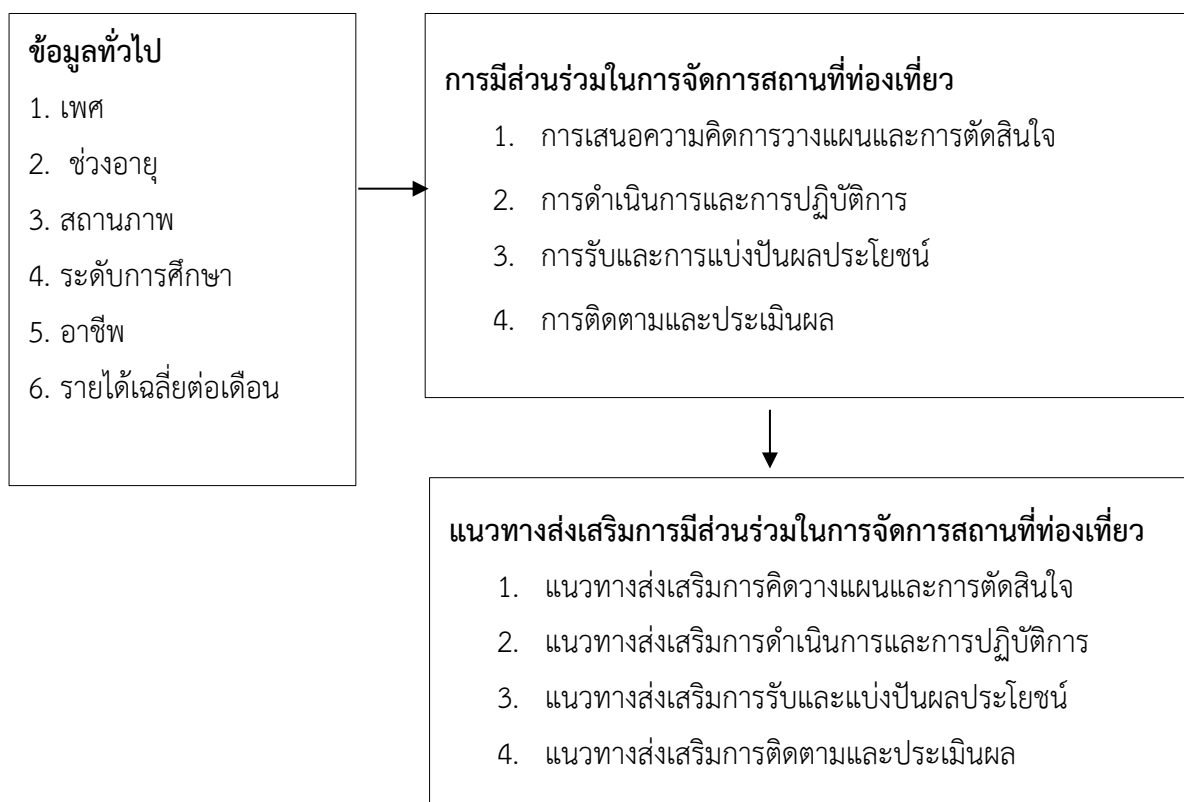 ข้อมูลทั่วไป
1. เพศ
2. ช่วงอายุ
3. สถานภาพ
4. ระดับการศึกษา
5. อาชีพ
6. รายได้เฉลี่ยต่อเดือน
การมีส่วนร่วมในการจัดการสถานที่ท่องเที่ยว
1. การเสนอความคิดการวางแผนและการตัดสินใจ
2. การดำเนินการและการปฏิบัติการ
3. การรับและการแบ่งปันผลประโยชน์
4. การติดตามและประเมินผล
แนวทางส่งเสริมการมีส่วนร่วมในการจัดการสถานที่ท่องเที่ยว
1. แนวทางส่งเสริมการคิดวางแผนและการตัดสินใจ
2. แนวทางส่งเสริมการดำเนินการและการปฏิบัติการ
3. แนวทางส่งเสริมการรับและแบ่งปันผลประโยชน์
4. แนวทางส่งเสริมการติดตามและประเมินผล